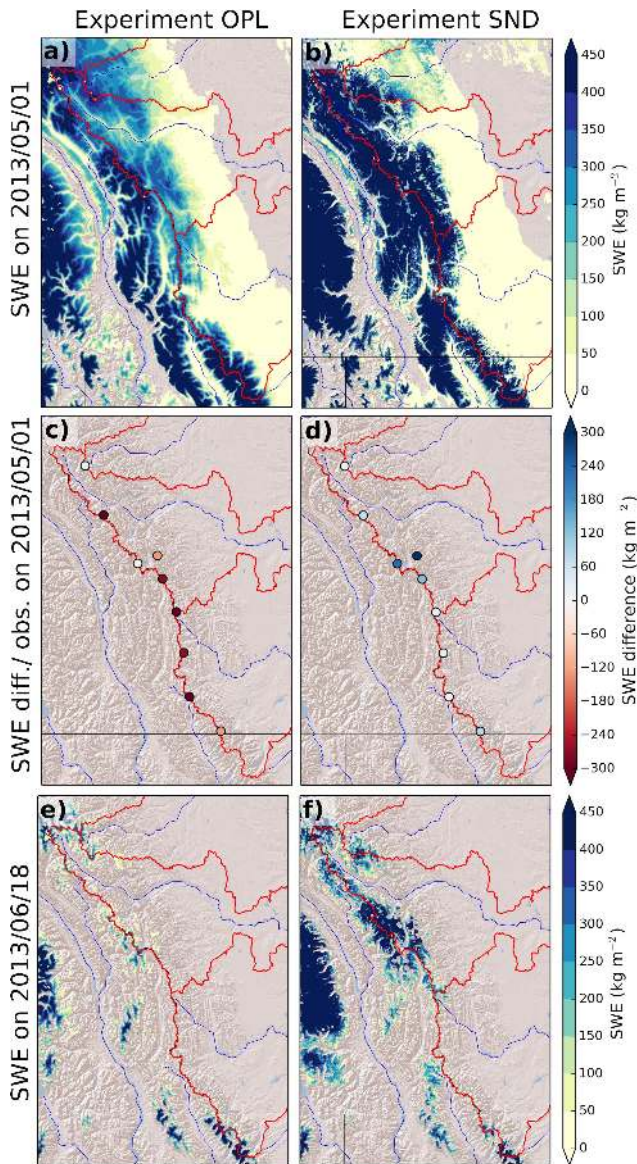 Experiment OPL
Experiment SND
SWE on 2013/05/01
a)
b)
450
400
350
300
250
200
150
100
50
0
SWE (kg m⁻²)
SWE diff./ obs. on 2013/05/01
c)
d)
300
240
180
120
60
0
−60
−120
−180
−240
−300
SWE difference (kg m⁻²)
SWE on 2013/06/18
e)
f)
450
400
350
300
250
200
150
100
50
0
SWE (kg m⁻²)